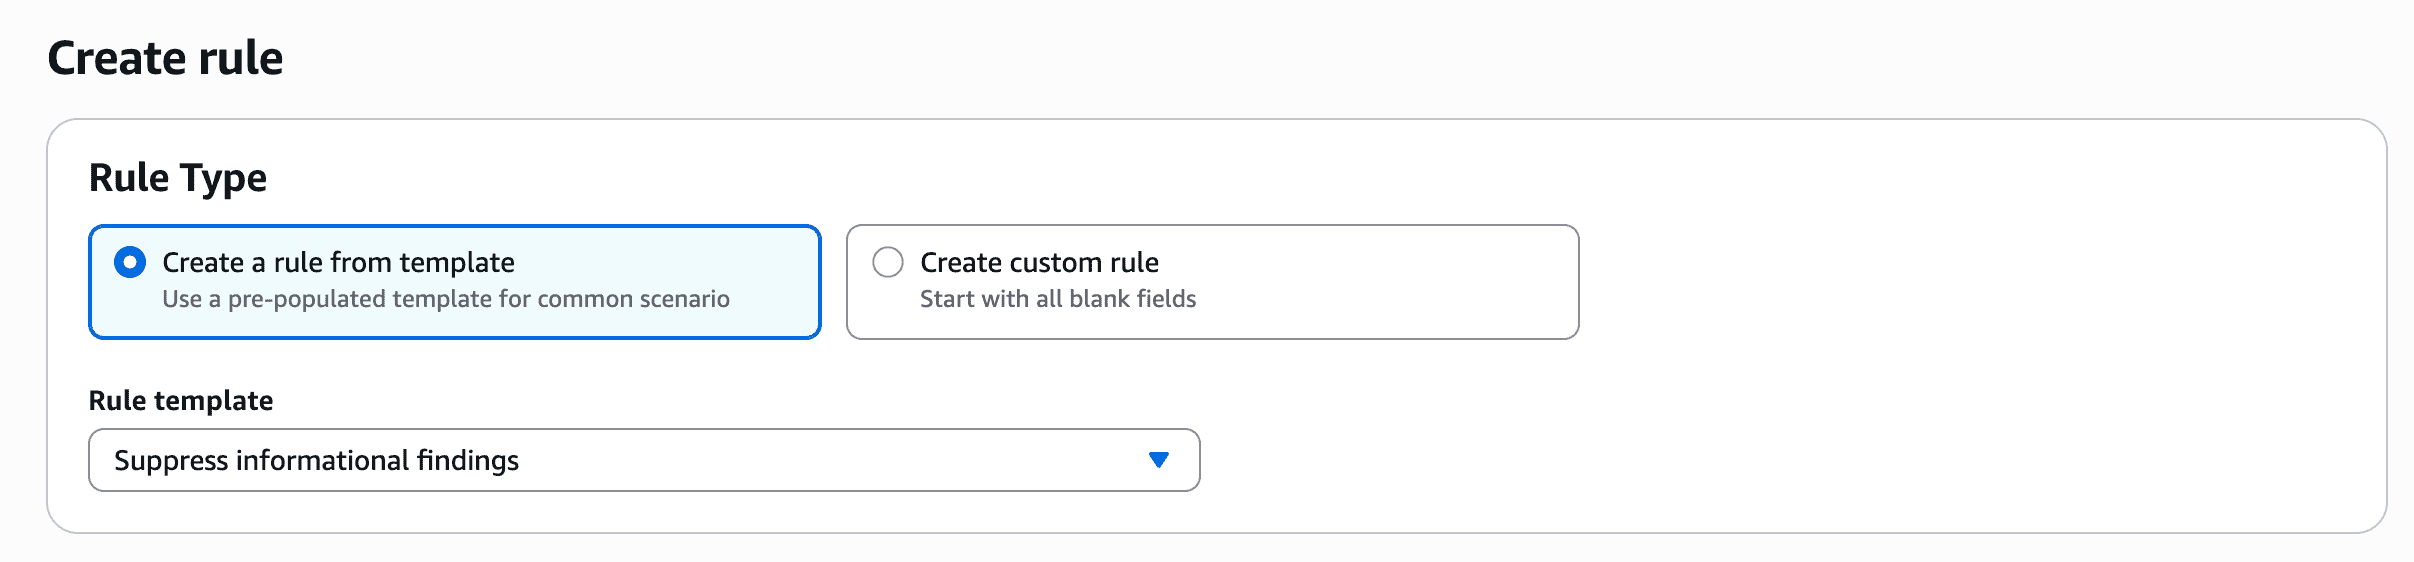 Create rule
Rule Type
Create a rule from template
Use a pre-populated template for common scenario
Create custom rule
Start with all blank fields
Rule template
Suppress informational findings